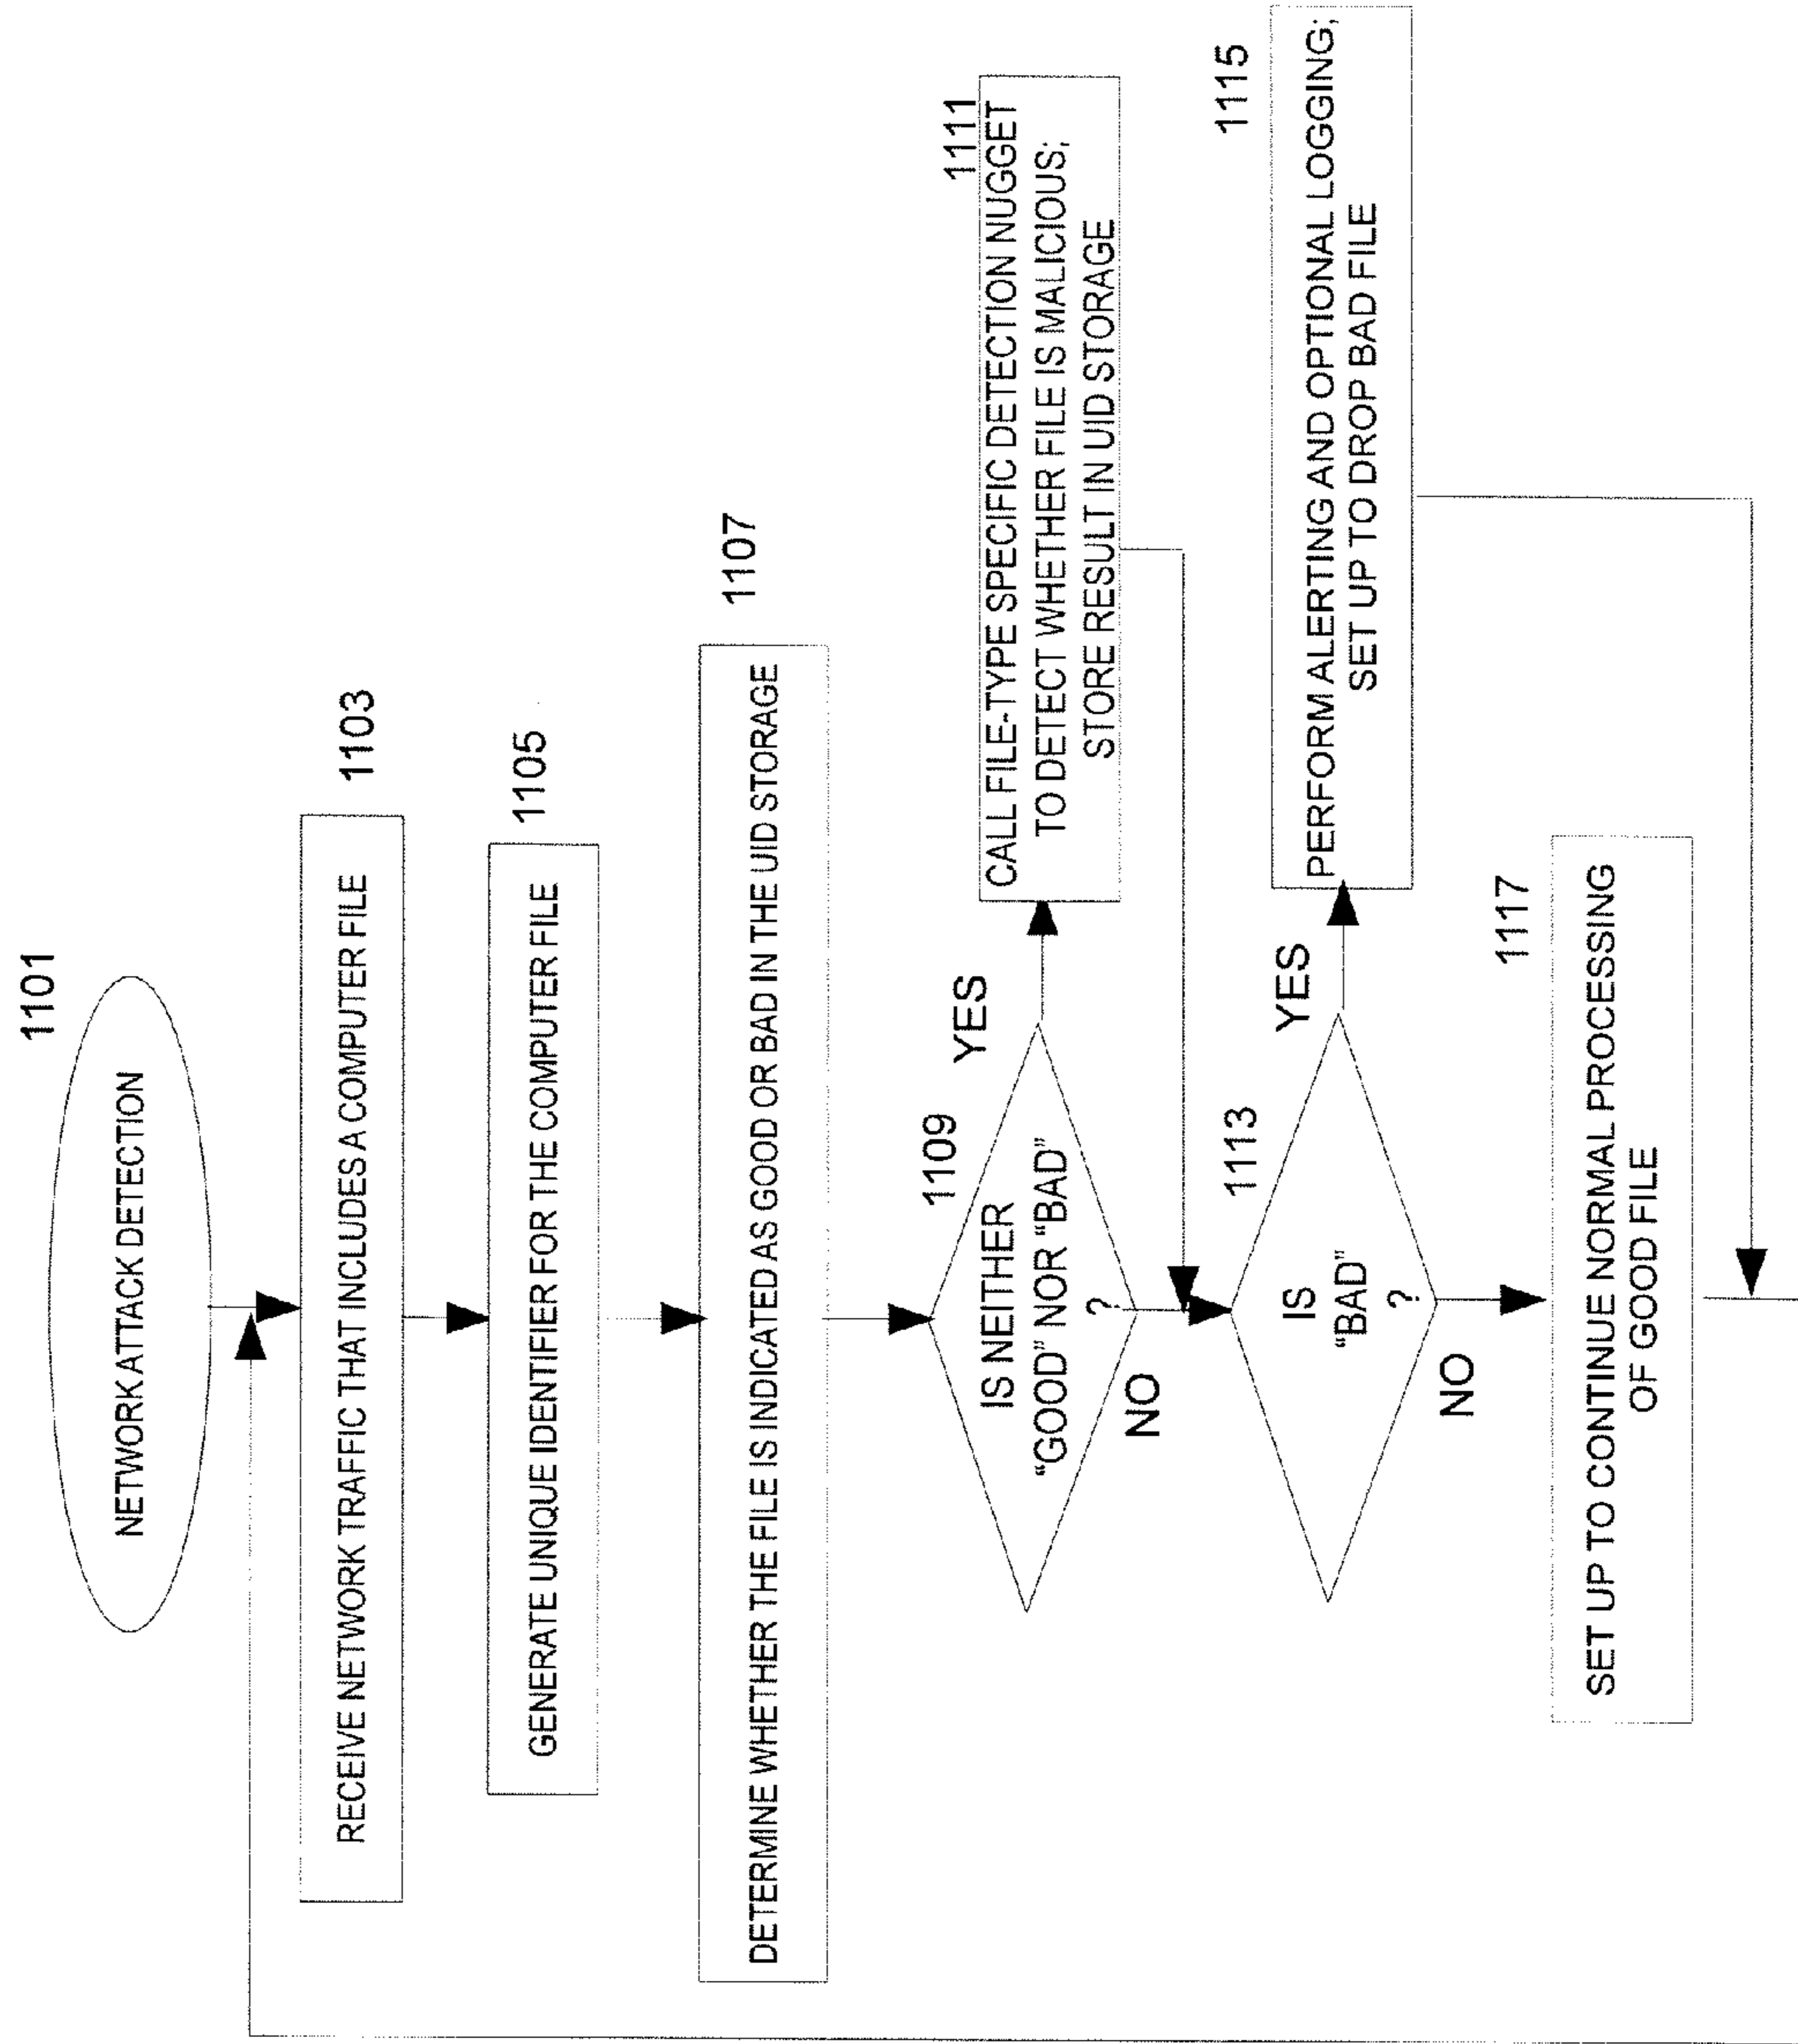 1101
NETWORK ATTACK DETECTION
1103
RECEIVE NETWORK TRAFFIC THAT INCLUDES A COMPUTER FILE
1105
GENERATE UNIQUE IDENTIFIER FOR THE COMPUTER FILE
1107
DETERMINE WHETHER THE FILE IS INDICATED AS GOOD OR BAD IN THE UID STORAGE
1109
IS NEITHER
"GOOD" NOR "BAD"
?
YES
NO
1111
CALL FILE-TYPE SPECIFIC DETECTION NUGGET
TO DETECT WHETHER FILE IS MALICIOUS;
STORE RESULT IN UID STORAGE
1113
IS
"BAD"
?
YES
NO
1115
PERFORM ALERTING AND OPTIONAL LOGGING;
SET UP TO DROP BAD FILE
1117
SET UP TO CONTINUE NORMAL PROCESSING
OF GOOD FILE